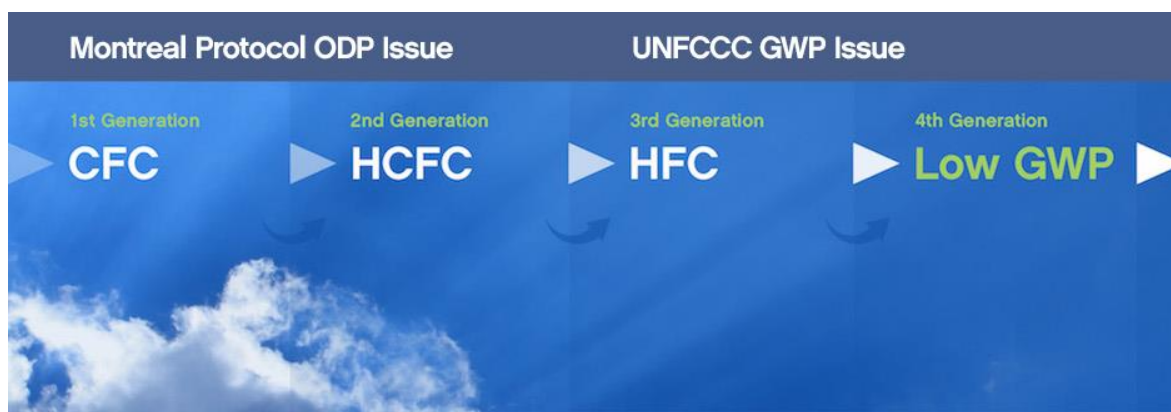 Montreal Protocol ODP Issue
UNFCCC GWP Issue
1st Generation
CFC
2nd Generation
HCFC
3rd Generation
HFC
4th Generation
Low GWP